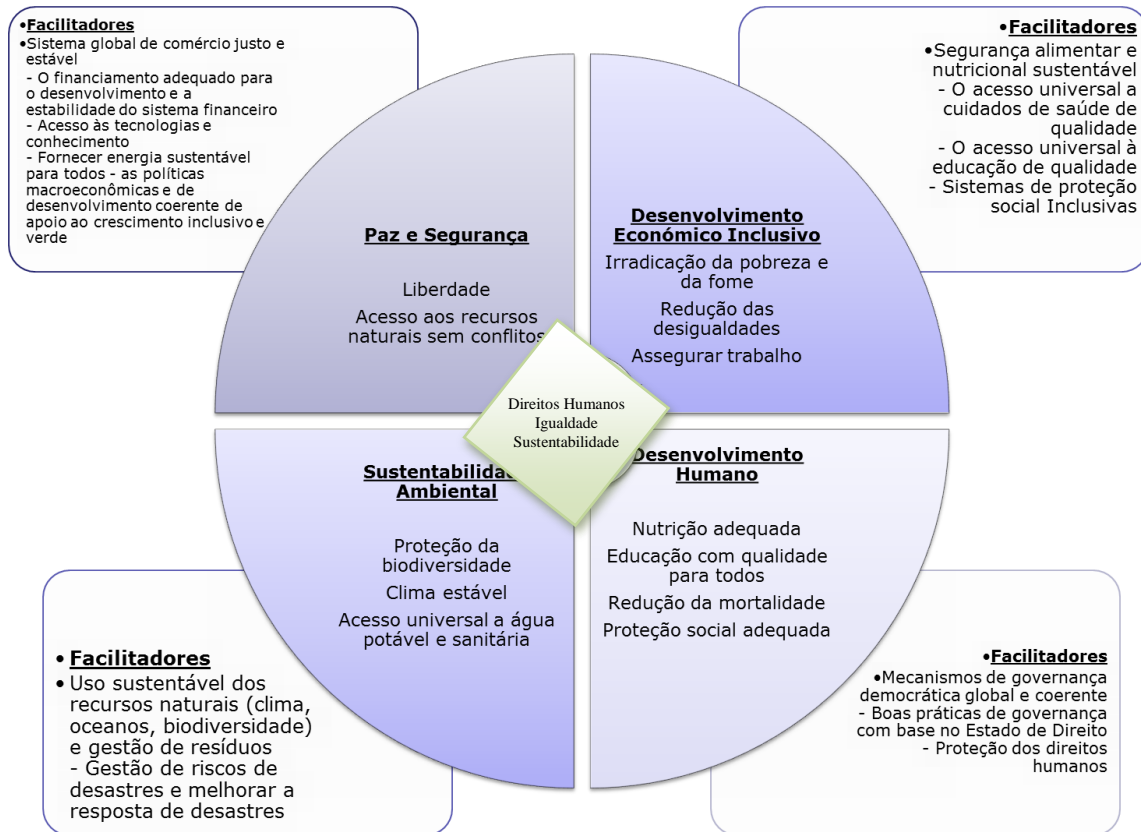 •Facilitadores
•Sistema global de comércio justo e
estável
- O financiamento adequado para
o desenvolvimento e a
estabilidade do sistema financeiro
- Acesso às tecnologias e
conhecimento
- Fornecer energia sustentável
para todos - as políticas
macroeconômicas e de
desenvolvimento coerente de
apoio ao crescimento inclusivo e
verde
•Facilitadores
•Segurança alimentar e
nutricional sustentável
- O acesso universal a
cuidados de saúde de
qualidade
- O acesso universal à
educação de qualidade
- Sistemas de proteção
social Inclusivas
Paz e Segurança
Liberdade
Acesso aos recursos
naturais sem conflitos
Desenvolvimento
Económico Inclusivo
Irradicação da pobreza e
da fome
Redução das
desigualdades
Assegurar trabalho
Direitos Humanos
Igualdade
Sustentabilidade
Sustentabilidade
Ambiental
Proteção da
biodiversidade
Clima estável
Acesso universal a água
potável e sanitária
Desenvolvimento
Humano
Nutrição adequada
Educação com qualidade
para todos
Redução da mortalidade
Proteção social adequada
• Facilitadores
• Uso sustentável dos
recursos naturais (clima,
oceanos, biodiversidade)
e gestão de resíduos
- Gestão de riscos de
desastres e melhorar a
resposta de desastres
•Facilitadores
•Mecanismos de governança
democrática global e coerente
- Boas práticas de governança
com base no Estado de Direito
- Proteção dos direitos
humanos